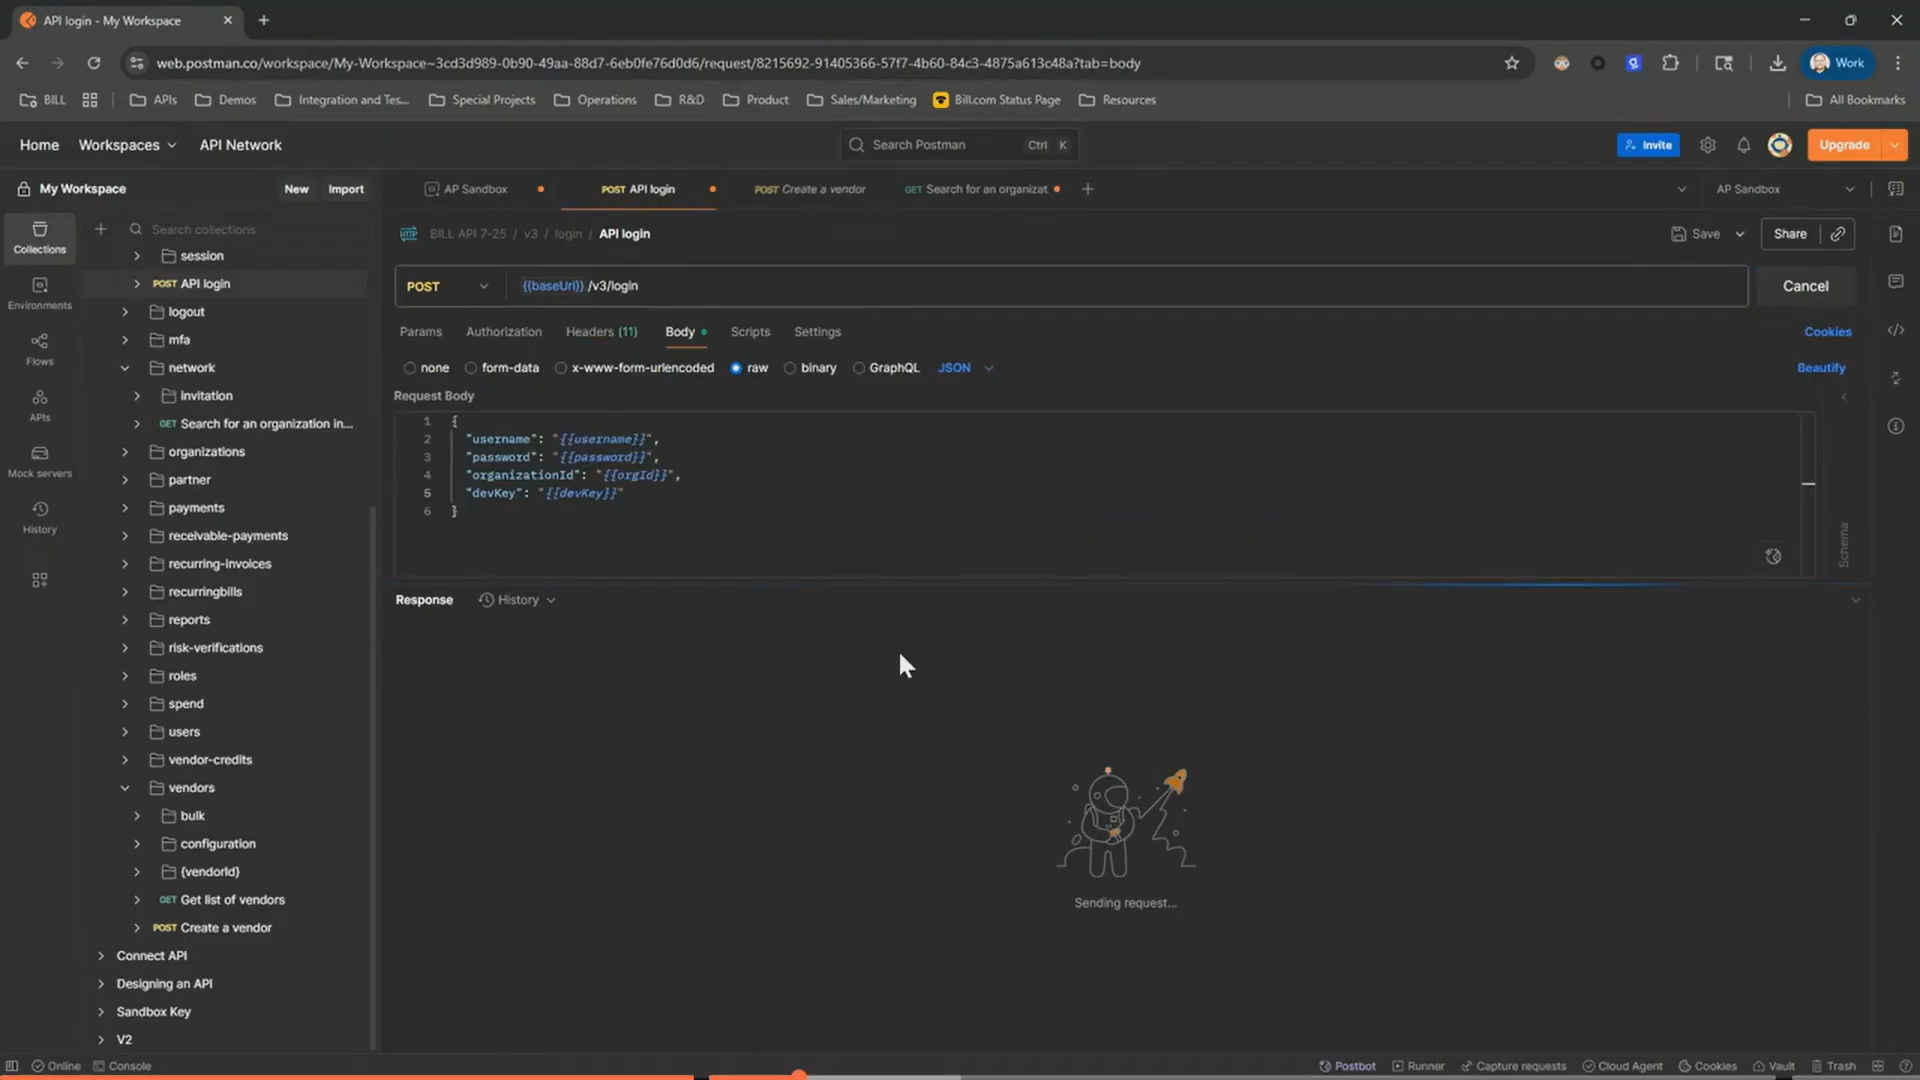 API login - My Workspace
web.postman.co/workspace/My-Workspace~3cd3d989-0b90-49aa-88d7-6eb0fe76d0d6/request/8215692-91405366-57f7-4b60-84c3-4875a613c48a?tab=body
Work
BILL
APIs
Demos
Integration and Tes...
Special Projects
Operations
R&D
Product
Sales/Marketing
Bill.com Status Page
Resources
All Bookmarks
Home
Workspaces
API Network
Search Postman
Ctrl K
Invite
Upgrade
My Workspace
New
Import
AP Sandbox
POST API login
POST Create a vendor
GET Search for an organizat
AP Sandbox
Collections
Environments
Flows
APIs
Mock servers
History
Search collections
session
POST API login
logout
mfa
network
invitation
GET Search for an organization in...
organizations
partner
payments
receivable-payments
recurring-invoices
recurringbills
reports
risk-verifications
roles
spend
users
vendor-credits
vendors
bulk
configuration
{vendorId}
GET Get list of vendors
POST Create a vendor
Connect API
Designing an API
Sandbox Key
V2
HTTP
BILL API 7-25 / v3 / login / API login
Save
Share
POST
{{baseUrl}} /v3/login
Cancel
Params
Authorization
Headers (11)
Body
Scripts
Settings
Cookies
none
form-data
x-www-form-urlencoded
raw
binary
GraphQL
JSON
Beautify
Request Body
1 {
2 "username": "{{username}}",
3 "password": "{{password}}",
4 "organizationId": "{{orgId}}",
5 "devKey": "{{devKey}}"
6 }
Schema
Response
History
Sending request...
Online
Console
Postbot
Runner
Capture requests
Cloud Agent
Cookies
Vault
Trash